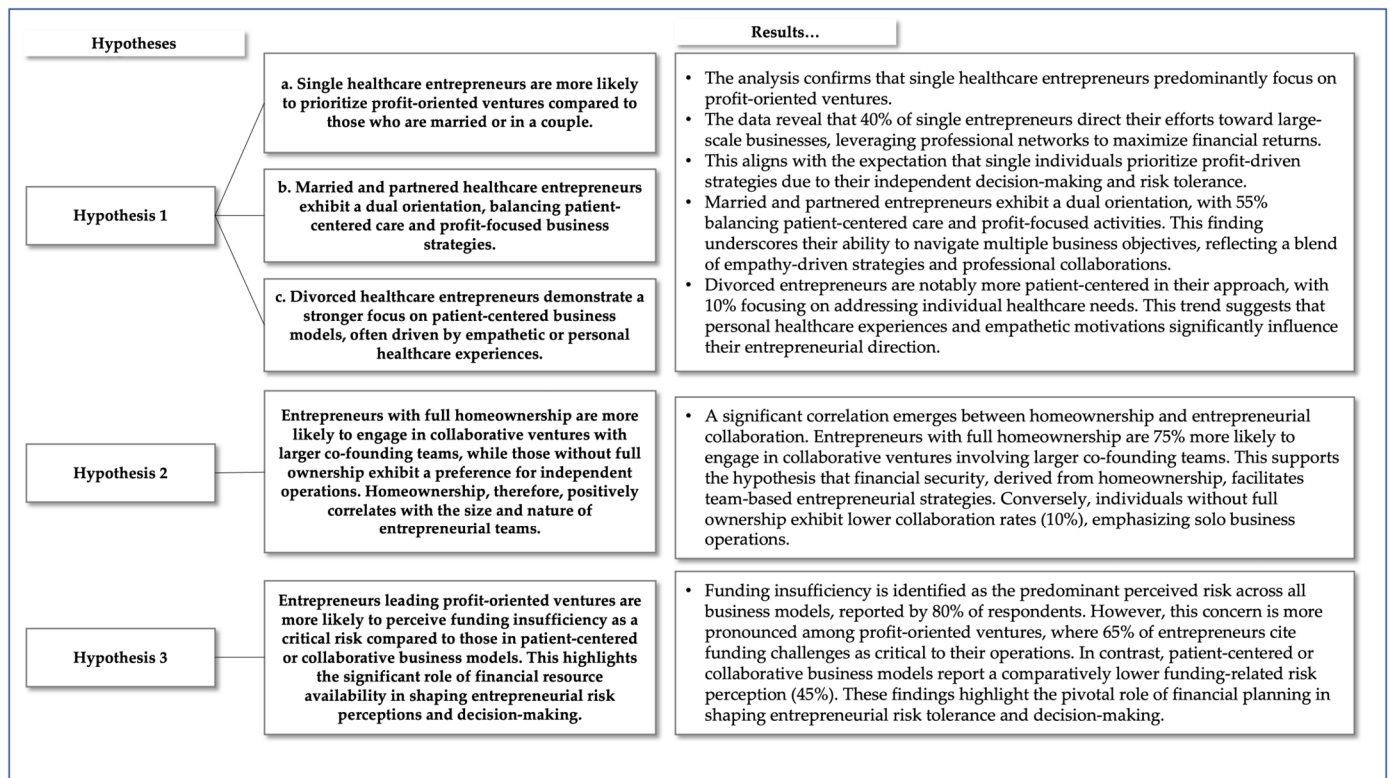 Hypotheses
Results…
Hypothesis 1
a. Single healthcare entrepreneurs are more likely
to prioritize profit-oriented ventures compared to
those who are married or in a couple.
b. Married and partnered healthcare entrepreneurs
exhibit a dual orientation, balancing patient-
centered care and profit-focused business
strategies.
c. Divorced healthcare entrepreneurs demonstrate a
stronger focus on patient-centered business
models, often driven by empathetic or personal
healthcare experiences.
• The analysis confirms that single healthcare entrepreneurs predominantly focus on
profit-oriented ventures.
• The data reveal that 40% of single entrepreneurs direct their efforts toward large-
scale businesses, leveraging professional networks to maximize financial returns.
• This aligns with the expectation that single individuals prioritize profit-driven
strategies due to their independent decision-making and risk tolerance.
• Married and partnered entrepreneurs exhibit a dual orientation, with 55%
balancing patient-centered care and profit-focused activities. This finding
underscores their ability to navigate multiple business objectives, reflecting a blend
of empathy-driven strategies and professional collaborations.
• Divorced entrepreneurs are notably more patient-centered in their approach, with
10% focusing on addressing individual healthcare needs. This trend suggests that
personal healthcare experiences and empathetic motivations significantly influence
their entrepreneurial direction.
Hypothesis 2
Entrepreneurs with full homeownership are more
likely to engage in collaborative ventures with
larger co-founding teams, while those without full
ownership exhibit a preference for independent
operations. Homeownership, therefore, positively
correlates with the size and nature of
entrepreneurial teams.
• A significant correlation emerges between homeownership and entrepreneurial
collaboration. Entrepreneurs with full homeownership are 75% more likely to
engage in collaborative ventures involving larger co-founding teams. This supports
the hypothesis that financial security, derived from homeownership, facilitates
team-based entrepreneurial strategies. Conversely, individuals without full
ownership exhibit lower collaboration rates (10%), emphasizing solo business
operations.
Hypothesis 3
Entrepreneurs leading profit-oriented ventures are
more likely to perceive funding insufficiency as a
critical risk compared to those in patient-centered
or collaborative business models. This highlights
the significant role of financial resource
availability in shaping entrepreneurial risk
perceptions and decision-making.
• Funding insufficiency is identified as the predominant perceived risk across all
business models, reported by 80% of respondents. However, this concern is more
pronounced among profit-oriented ventures, where 65% of entrepreneurs cite
funding challenges as critical to their operations. In contrast, patient-centered or
collaborative business models report a comparatively lower funding-related risk
perception (45%). These findings highlight the pivotal role of financial planning in
shaping entrepreneurial risk tolerance and decision-making.